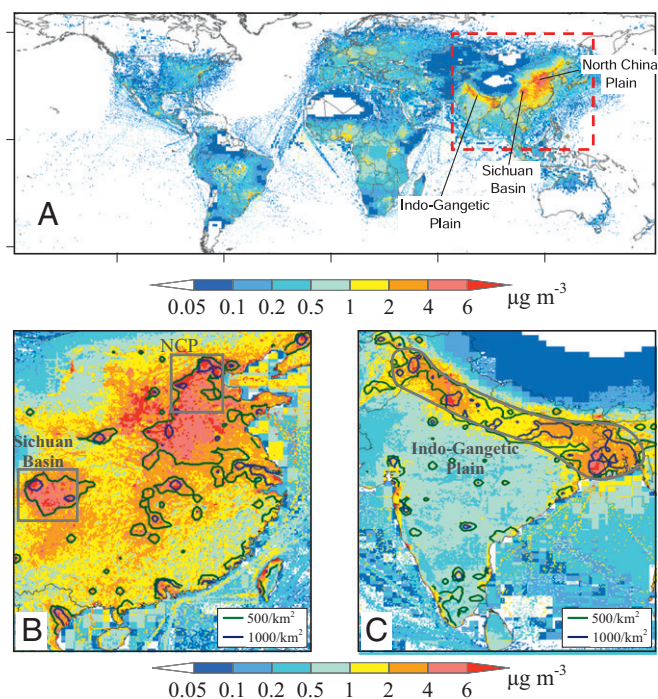 North China
Plain
Sichuan
Basin
Indo-Gangetic
Plain
A
0.05 0.1 0.2 0.5 1 2 4 6 µg m-3
NCP
Sichuan
Basin
B
500/km2
1000/km2
Indo-Gangetic
Plain
C
500/km2
1000/km2
0.05 0.1 0.2 0.5 1 2 4 6 µg m-3